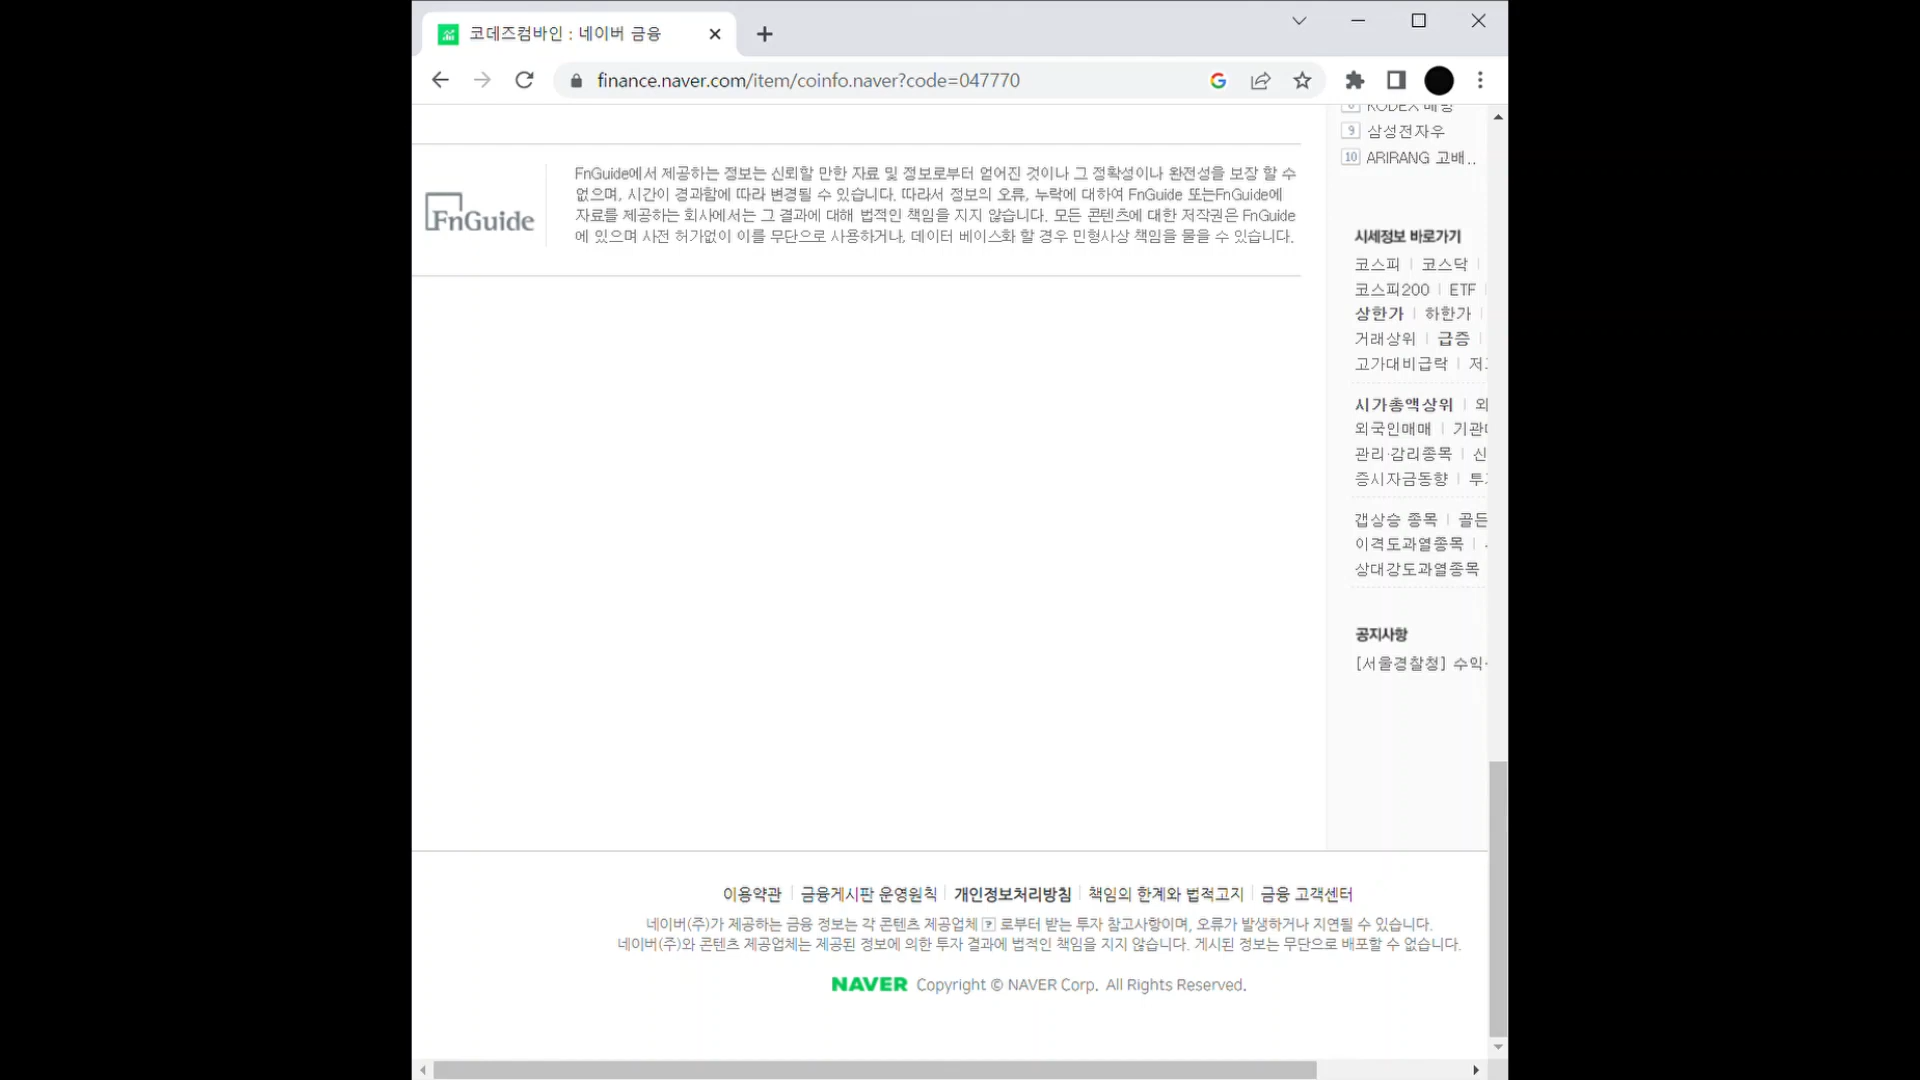 코데즈컴바인 : 네이버 금융
finance.naver.com/item/coinfo.naver?code=047770
9 삼성전자우
10 ARIRANG 고배..
FnGuide
FnGuide에서 제공하는 정보는 신뢰할 만한 자료 및 정보로부터 얻어진 것이나 그 정확성이나 완전성을 보장 할 수
없으며, 시간이 경과함에 따라 변경될 수 있습니다. 따라서 정보의 오류, 누락에 대하여 FnGuide 또는FnGuide에
자료를 제공하는 회사에서는 그 결과에 대해 법적인 책임을 지지 않습니다. 모든 콘텐츠에 대한 저작권은 FnGuide
에 있으며 사전 허가없이 이를 무단으로 사용하거나, 데이터 베이스화 할 경우 민형사상 책임을 물을 수 있습니다.
시세정보 바로가기
코스피 코스닥
코스피200 ETF
상한가 하한가
거래상위 급증
고가대비급락
시가총액상위
외국인매매 기관
관리·감리종목 신
증시자금동향
갭상승 종목 골든
이격도과열종목
상대강도과열종목
공지사항
[서울경찰청] 수익
이용약관 금융게시판 운영원칙 개인정보처리방침 책임의 한계와 법적고지 금융 고객센터
네이버(주)가 제공하는 금융 정보는 각 콘텐츠 제공업체 ? 로부터 받는 투자 참고사항이며, 오류가 발생하거나 지연될 수 있습니다.
네이버(주)와 콘텐츠 제공업체는 제공된 정보에 의한 투자 결과에 법적인 책임을 지지 않습니다. 게시된 정보는 무단으로 배포할 수 없습니다.
NAVER Copyright © NAVER Corp. All Rights Reserved.